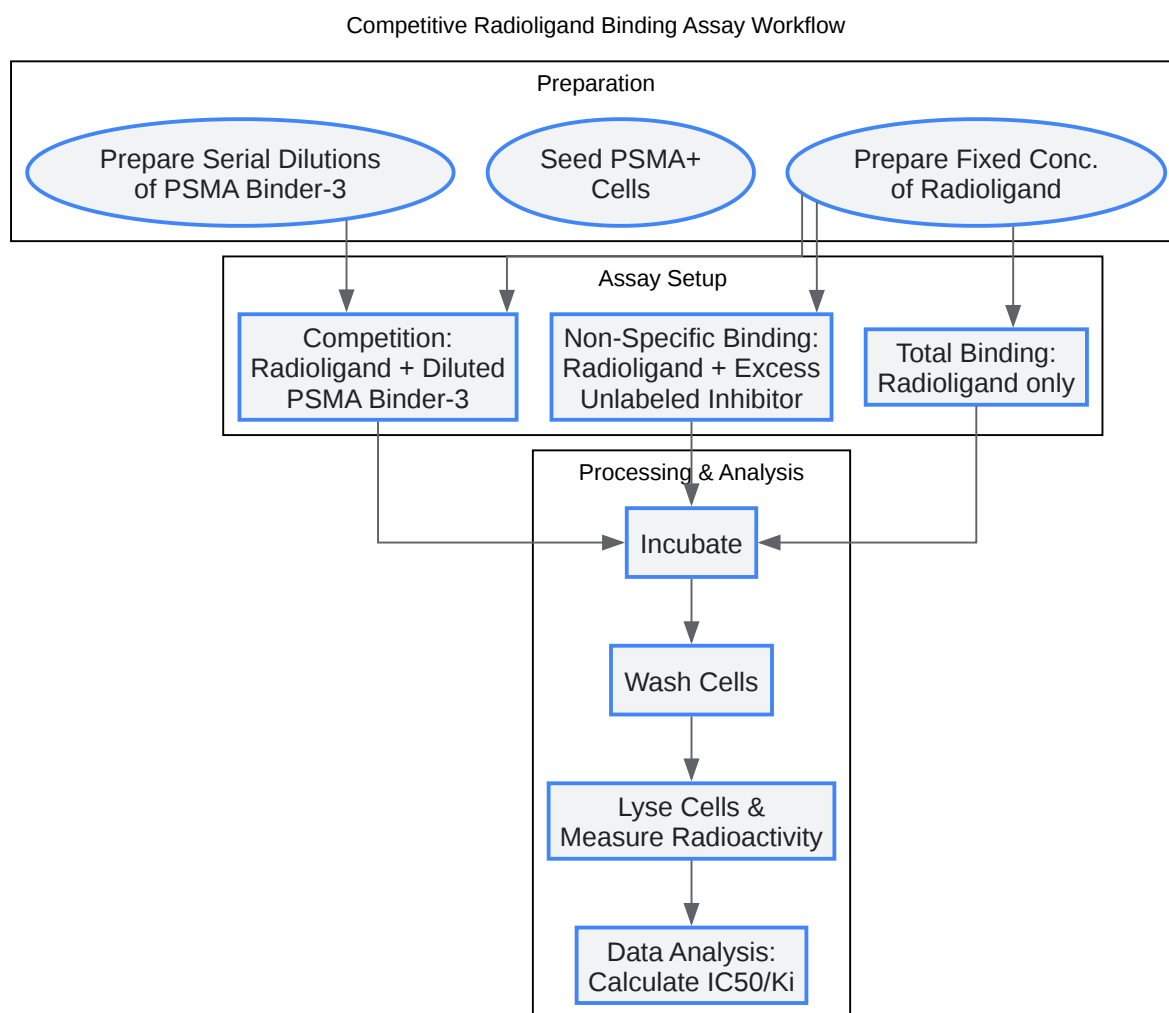 Competitive Radioligand Binding Assay Workflow
Preparation
Prepare Serial Dilutions
of PSMA Binder-3
Seed PSMA+
Cells
Prepare Fixed Conc.
of Radioligand
Assay Setup
Competition:
Radioligand + Diluted
PSMA Binder-3
Non-Specific Binding:
Radioligand + Excess
Unlabeled Inhibitor
Total Binding:
Radioligand only
Processing & Analysis
Incubate
Wash Cells
Lyse Cells &
Measure Radioactivity
Data Analysis:
Calculate IC50/Ki